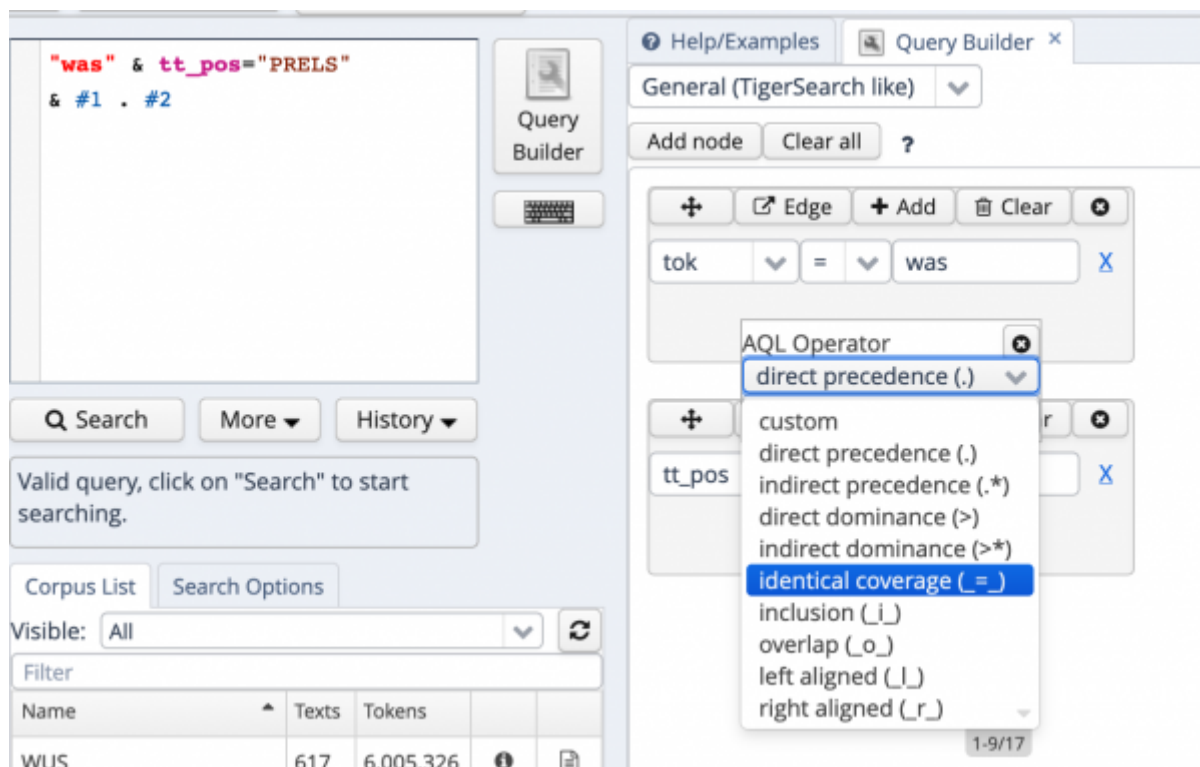 "was" & tt_pos="PRELS"
& #1 . #2
Query
Builder
Search
More
History
Valid query, click on "Search" to start
searching.
Corpus List
Search Options
Visible: All
Filter
Name Texts Tokens
WUS 617 6,005,326
Help/Examples
Query Builder ×
General (TigerSearch like)
Add node
Clear all
?
Edge
+ Add
Clear
tok = was X
AQL Operator
direct precedence (.)
custom
direct precedence (.)
indirect precedence (.*)
direct dominance (>)
indirect dominance (>*)
identical coverage (_=_)
inclusion (_i_)
overlap (_o_)
left aligned (_l_)
right aligned (_r_)
1-9/17
r
tt_pos X